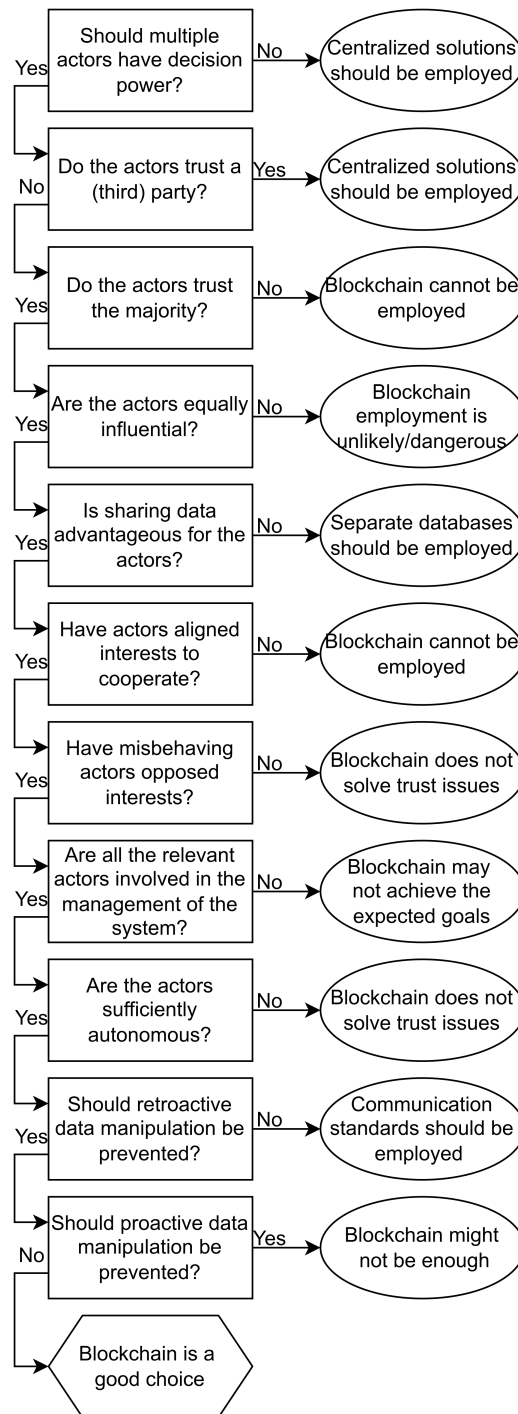 Should multiple
actors have decision
power?
No
Centralized solutions
should be employed
Yes
Do the actors trust a
(third) party?
Yes
Centralized solutions
should be employed
No
Do the actors trust
the majority?
No
Blockchain cannot be
employed
Yes
Are the actors equally
influential?
No
Blockchain
employment is
unlikely/dangerous
Yes
Is sharing data
advantageous for the
actors?
No
Separate databases
should be employed
Yes
Have actors aligned
interests to
cooperate?
No
Blockchain cannot be
employed
Yes
Have misbehaving
actors opposed
interests?
No
Blockchain does not
solve trust issues
Yes
Are all the relevant
actors involved in the
management of the
system?
No
Blockchain may
not achieve the
expected goals
Yes
Are the actors
sufficiently
autonomous?
No
Blockchain does not
solve trust issues
Yes
Should retroactive
data manipulation be
prevented?
No
Communication
standards should be
employed
Yes
Should proactive data
manipulation be
prevented?
Yes
Blockchain might
not be enough
No
Blockchain is a
good choice